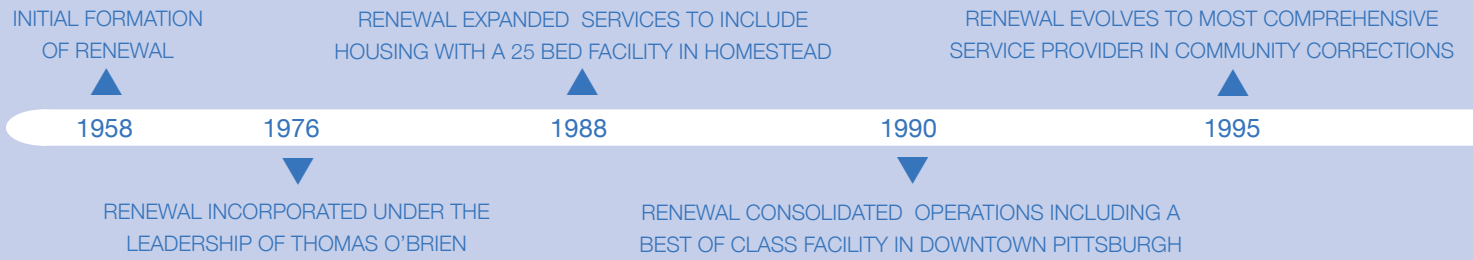 INITIAL FORMATION
OF RENEWAL
RENEWAL EXPANDED SERVICES TO INCLUDE
HOUSING WITH A 25 BED FACILITY IN HOMESTEAD
RENEWAL EVOLVES TO MOST COMPREHENSIVE
SERVICE PROVIDER IN COMMUNITY CORRECTIONS
1958 1976 1988 1990 1995
RENEWAL INCORPORATED UNDER THE
LEADERSHIP OF THOMAS O’BRIEN
RENEWAL CONSOLIDATED OPERATIONS INCLUDING A
BEST OF CLASS FACILITY IN DOWNTOWN PITTSBURGH